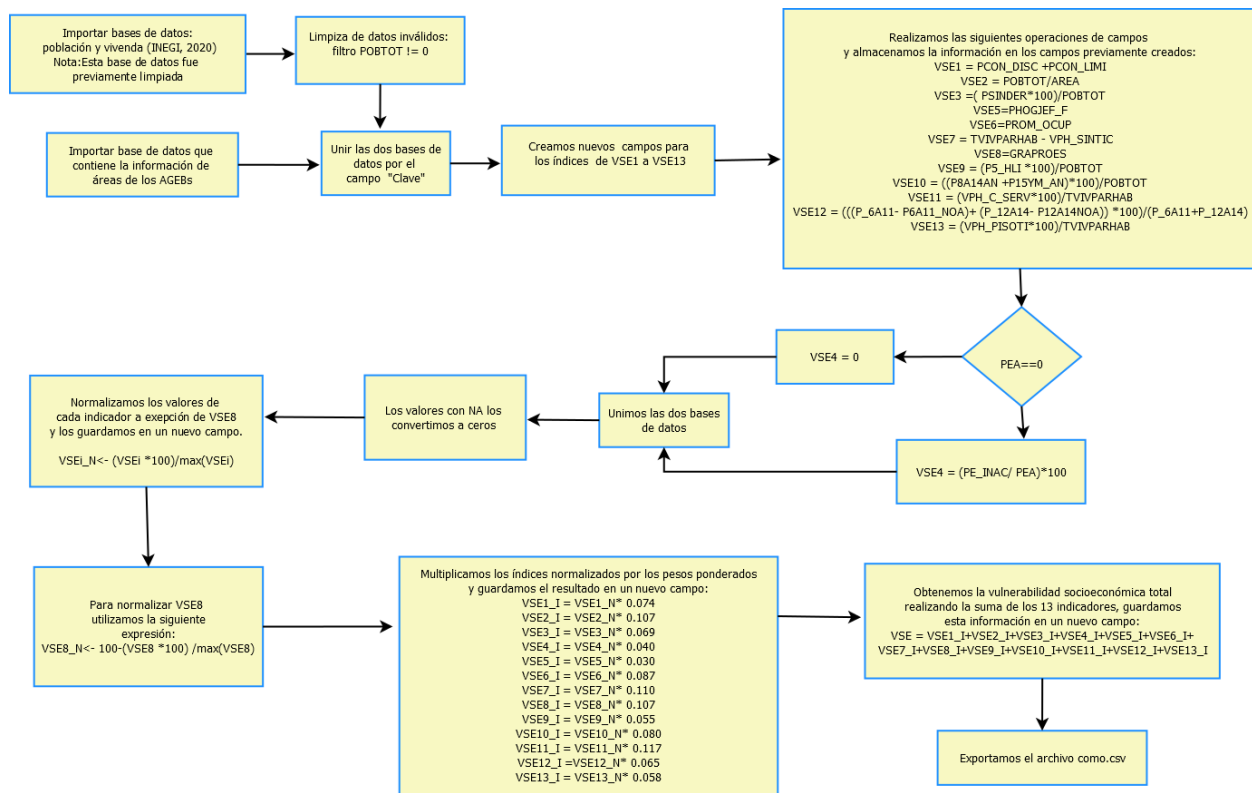 Importar bases de datos:
población y vivienda (INEGI, 2020)
Nota:Esta base de datos fue
previamente limpiada
Limpiza de datos inválidos:
filtro POBTOT != 0
Importar base de datos que
contiene la información de
áreas de los AGEBs
Unir las dos bases de
datos por el
campo "Clave"
Creamos nuevos campos para
los índices de VSE1 a VSE13
Realizamos las siguientes operaciones de campos
y almacenamos la información en los campos previamente creados:
VSE1 = PCON_DISC +PCON_LIMI
VSE2 = POBTOT/AREA
VSE3 =( PSINDER*100)/POBTOT
VSE5=PHOGJEF_F
VSE6=PROM_OCUP
VSE7 = TVIVPARHAB - VPH_SINTIC
VSE8=GRAPROES
VSE9 = (P5_HLI *100)/POBTOT
VSE10 = ((P8A14AN +P15YM_AN)*100)/POBTOT
VSE11 = (VPH_C_SERV*100)/TVIVPARHAB
VSE12 = (((P_6A11- P6A11_NOA)+ (P_12A14- P12A14NOA)) *100)/(P_6A11+P_12A14)
VSE13 = (VPH_PISOTI*100)/TVIVPARHAB
PEA==0
VSE4 = 0
VSE4 = (PE_INAC/ PEA)*100
Unimos las dos bases
de datos
Los valores con NA los
convertimos a ceros
Normalizamos los valores de
cada indicador a exepción de VSE8
y los guardamos en un nuevo campo.
VSEi_N<- (VSEi *100)/max(VSEi)
Para normalizar VSE8
utilizamos la siguiente
expresión:
VSE8_N<- 100-(VSE8 *100) /max(VSE8)
Multiplicamos los índices normalizados por los pesos ponderados
y guardamos el resultado en un nuevo campo:
VSE1_I = VSE1_N* 0.074
VSE2_I = VSE2_N* 0.107
VSE3_I = VSE3_N* 0.069
VSE4_I = VSE4_N* 0.040
VSE5_I = VSE5_N* 0.030
VSE6_I = VSE6_N* 0.087
VSE7_I = VSE7_N* 0.110
VSE8_I = VSE8_N* 0.107
VSE9_I = VSE9_N* 0.055
VSE10_I = VSE10_N* 0.080
VSE11_I = VSE11_N* 0.117
VSE12_I =VSE12_N* 0.065
VSE13_I = VSE13_N* 0.058
Obtenemos la vulnerabilidad socioeconómica total
realizando la suma de los 13 indicadores, guardamos
esta información en un nuevo campo:
VSE = VSE1_I+VSE2_I+VSE3_I+VSE4_I+VSE5_I+VSE6_I+
VSE7_I+VSE8_I+VSE9_I+VSE10_I+VSE11_I+VSE12_I+VSE13_I
Exportamos el archivo como.csv